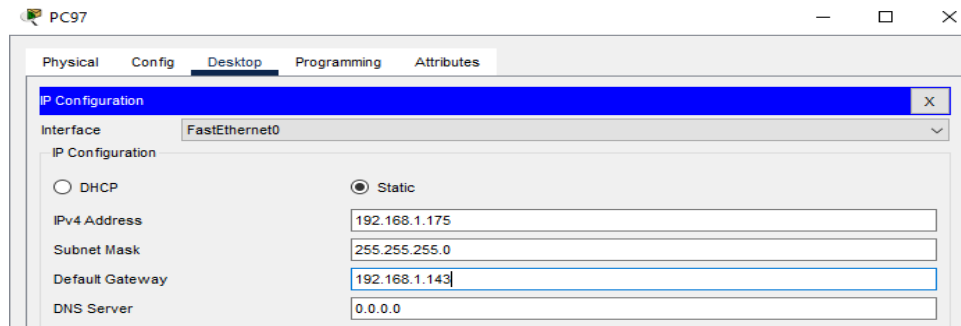 PC97
Physical Config Desktop Programming Attributes
IP Configuration X
Interface FastEthernet0
IP Configuration
DHCP Static
IPv4 Address 192.168.1.175
Subnet Mask 255.255.255.0
Default Gateway 192.168.1.143
DNS Server 0.0.0.0